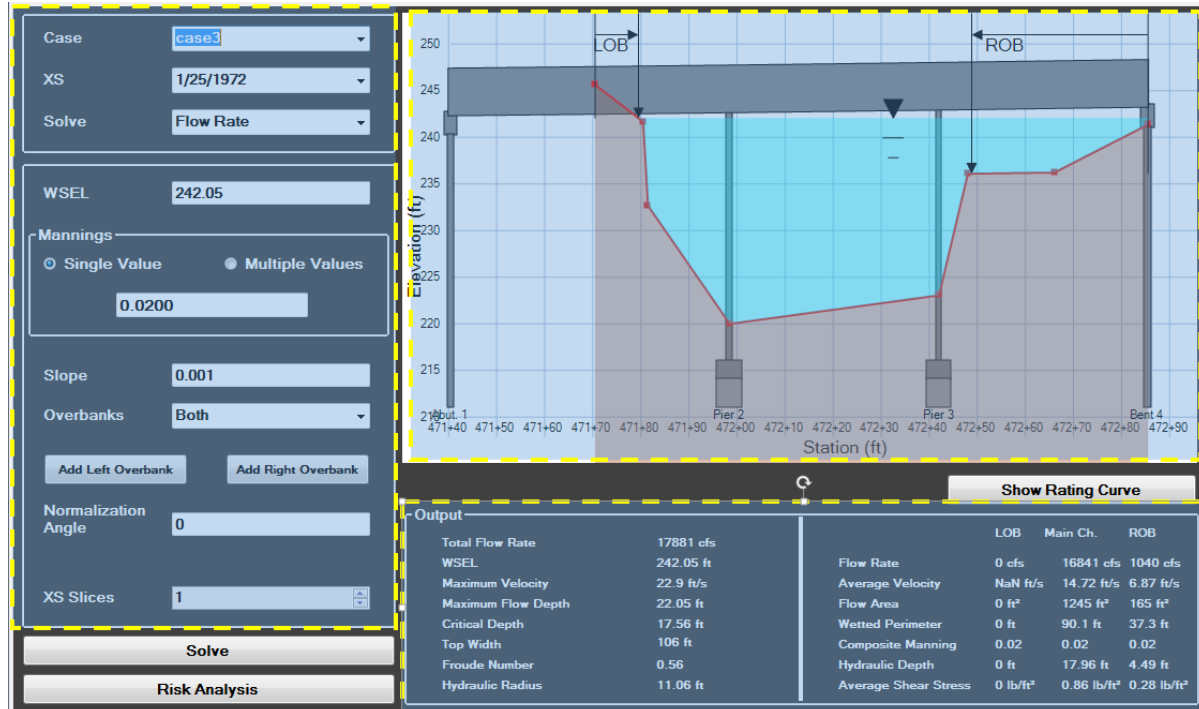 Case
case3
XS
1/25/1972
Solve
Flow Rate
WSEL
242.05
Mannings
Single Value
Multiple Values
0.0200
Slope
0.001
Overbanks
Both
Add Left Overbank
Add Right Overbank
Normalization
Angle
0
XS Slices
1
Solve
Risk Analysis
LOB
ROB
Elevation (ft)
250
245
240
235
230
225
220
215
210
Abut. 1
Pier 2
Pier 3
Bent 4
471+40 471+50 471+60 471+70 471+80 471+90 472+00 472+10 472+20 472+30 472+40 472+50 472+60 472+70 472+80 472+90
Station (ft)
Show Rating Curve
Output
Total Flow Rate 17881 cfs
WSEL 242.05 ft
Maximum Velocity 22.9 ft/s
Maximum Flow Depth 22.05 ft
Critical Depth 17.56 ft
Top Width 106 ft
Froude Number 0.56
Hydraulic Radius 11.06 ft
LOB Main Ch. ROB
Flow Rate 0 cfs 16841 cfs 1040 cfs
Average Velocity NaN ft/s 14.72 ft/s 6.87 ft/s
Flow Area 0 ft² 1245 ft² 165 ft²
Wetted Perimeter 0 ft 90.1 ft 37.3 ft
Composite Manning 0.02 0.02 0.02
Hydraulic Depth 0 ft 17.96 ft 4.49 ft
Average Shear Stress 0 lb/ft² 0.86 lb/ft² 0.28 lb/ft²